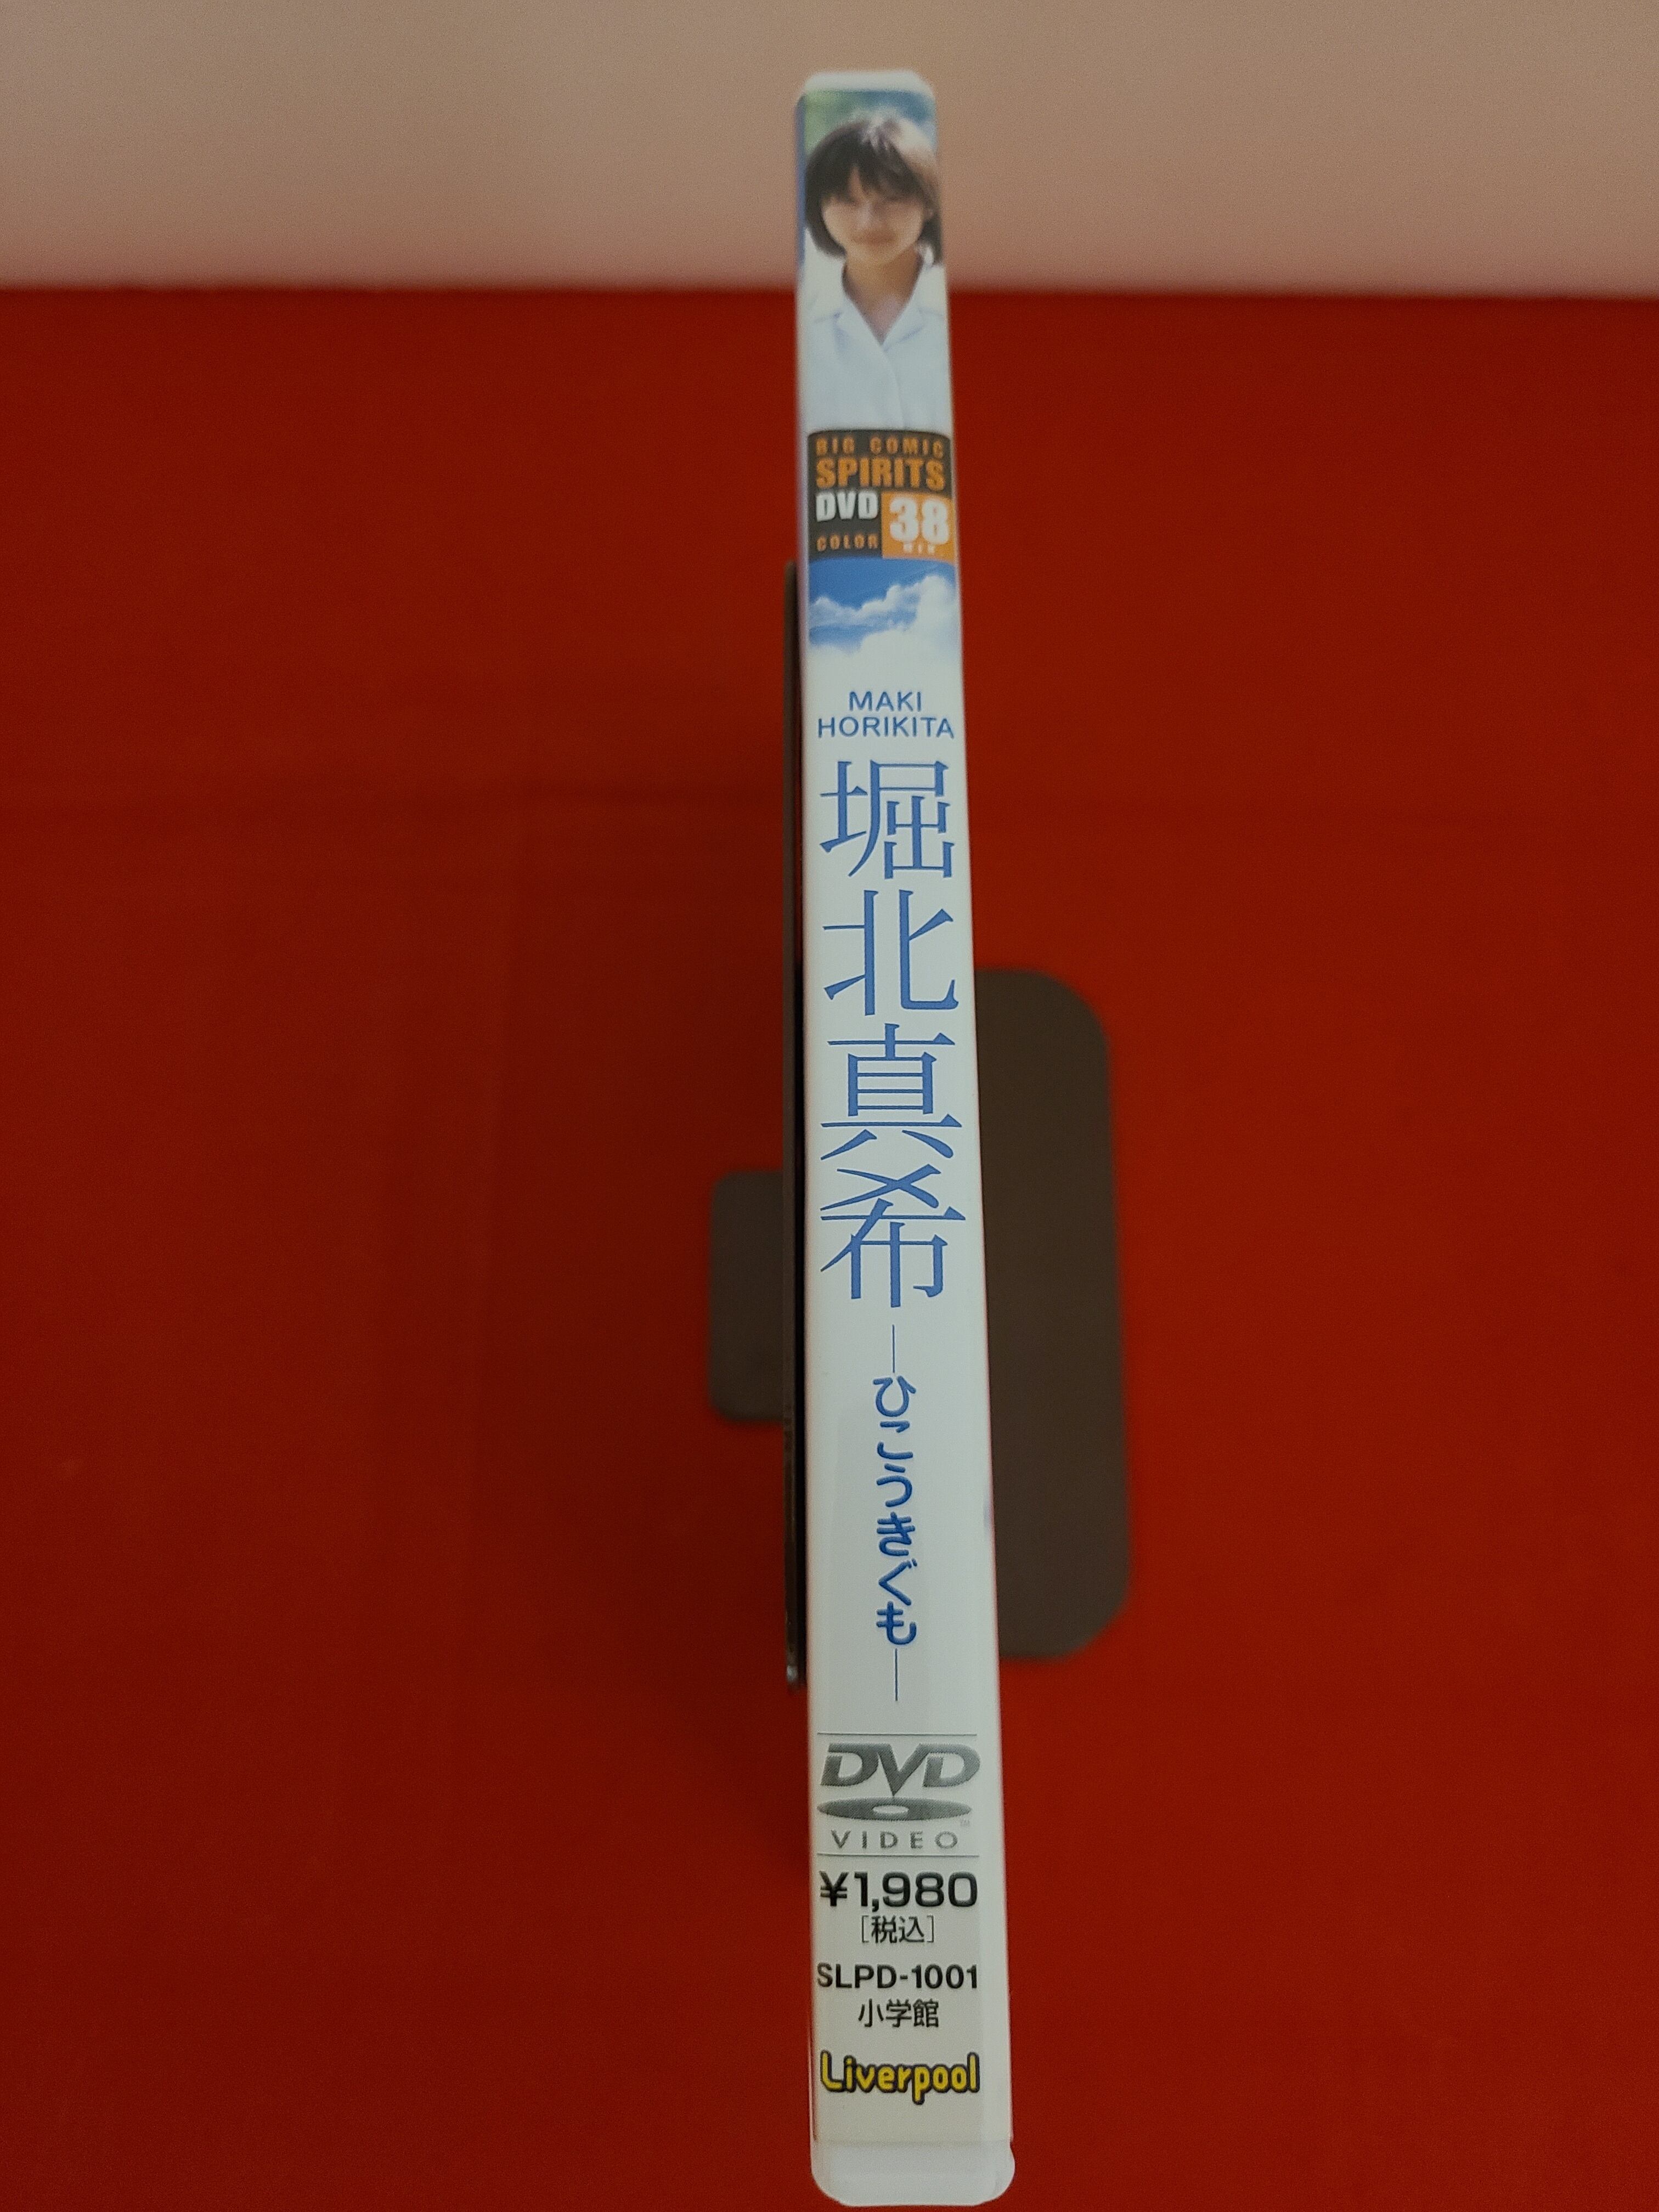 BIG COMIC
SPIRITS
DVD 38
COLOR MIN.
MAKI
HORIKITA
堀北真希
―ひこうきぐも―
DVD
VIDEO
TM
¥1,980
[税込]
SLPD-1001
小学館
Liverpool